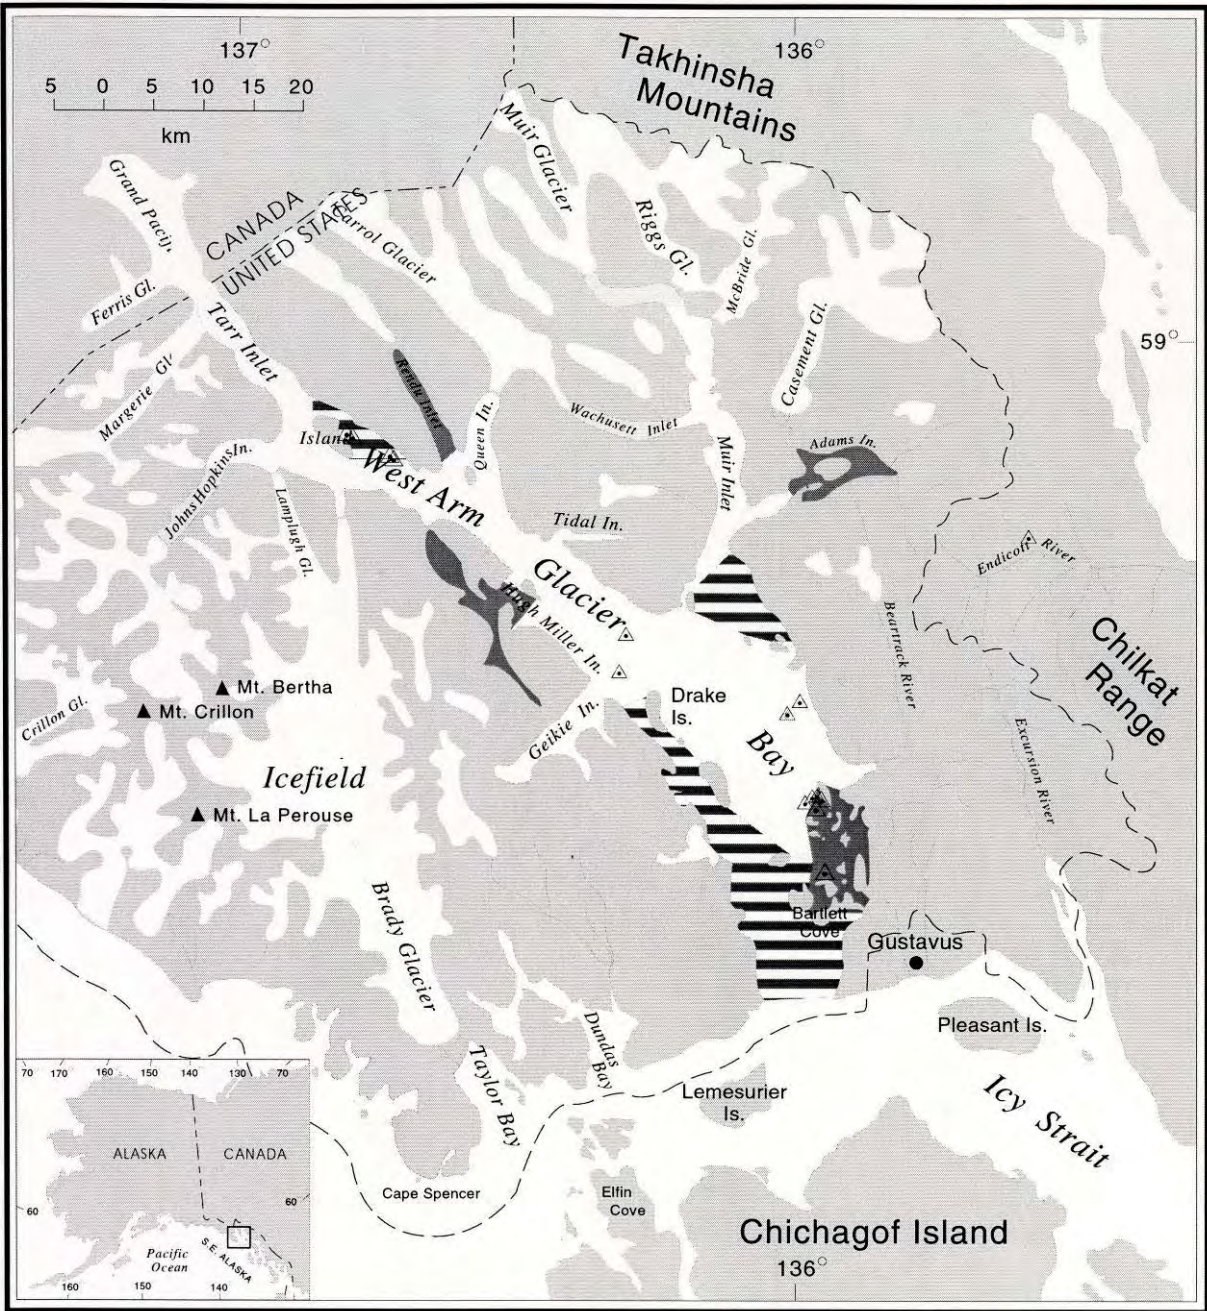 137°
136°
Takhinsha
Mountains
5 0 5 10 15 20
km
Muir Glacier
Grand Pacif.
CANADA
UNITED STATES
Carrol Glacier
Riggs Gl.
McBride Gl.
Ferris Gl.
Tarr Inlet
Casement Gl.
59°
Margerie Gl
Rendu Inlet
Queen In.
Wachusett Inlet
Island
West Arm
Muir Inlet
Adams In.
Johns Hopkins In.
Lamplugh Gl.
Tidal In.
Endicott River
Glacier
Hugh Miller In.
Beartrack River
Chilkat
Range
Mt. Bertha
Drake
Is.
Crillon Gl.
Mt. Crillon
Geikie In.
Bay
Excursion River
Icefield
Mt. La Perouse
Brady Glacier
Bartlett
Cove
Gustavus
Pleasant Is.
Dundas
Bay
Taylor Bay
Lemesurier
Is.
Icy Strait
70 170 160 150 140 130 70
ALASKA CANADA
Cape Spencer
Elfin
Cove
60 60
Chichagof Island
S.E. ALASKA
Pacific
Ocean
136°
160 150 140